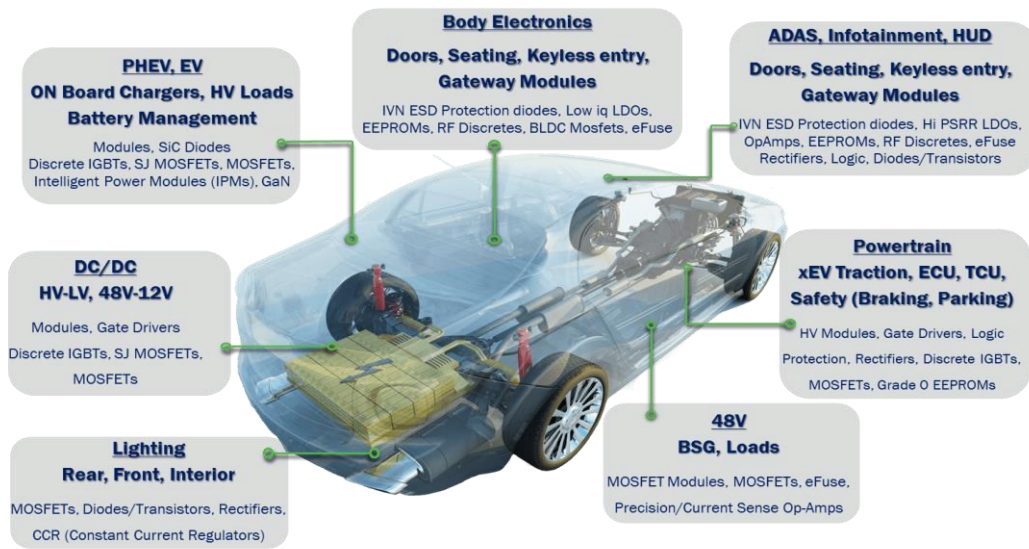 PHEV, EV
ON Board Chargers, HV Loads
Battery Management
Modules, SiC Diodes
Discrete IGBTs, SJ MOSFETs, MOSFETs,
Intelligent Power Modules (IPMs), GaN
Body Electronics
Doors, Seating, Keyless entry,
Gateway Modules
IVN ESD Protection diodes, Low iq LDOs,
EEPROMs, RF Discretes, BLDC Mosfets, eFuse
ADAS, Infotainment, HUD
Doors, Seating, Keyless entry,
Gateway Modules
IVN ESD Protection diodes, Hi PSRR LDOs,
OpAmps, EEPROMs, RF Discretes, eFuse
Rectifiers, Logic, Diodes/Transistors
DC/DC
HV-LV, 48V-12V
Modules, Gate Drivers
Discrete IGBTs, SJ MOSFETs,
MOSFETs
Powertrain
xEV Traction, ECU, TCU,
Safety (Braking, Parking)
HV Modules, Gate Drivers, Logic
Protection, Rectifiers, Discrete IGBTs,
MOSFETs, Grade 0 EEPROMs
Lighting
Rear, Front, Interior
MOSFETs, Diodes/Transistors, Rectifiers,
CCR (Constant Current Regulators)
48V
BSG, Loads
MOSFET Modules, MOSFETs, eFuse,
Precision/Current Sense Op-Amps